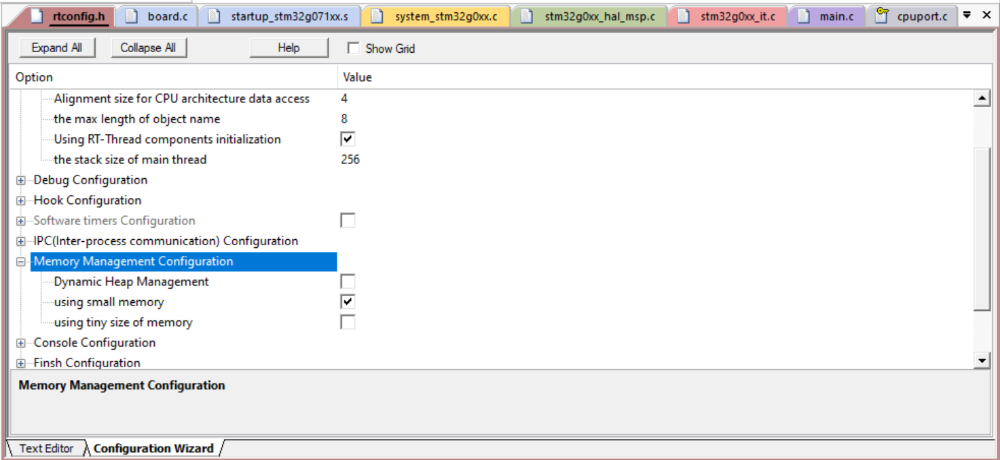 rtconfig.h board.c startup_stm32g071xx.s system_stm32g0xx.c stm32g0xx_hal_msp.c stm32g0xx_it.c main.c cpuport.c
Expand All Collapse All Help Show Grid
Option Value
Alignment size for CPU architecture data access 4
the max length of object name 8
Using RT-Thread components initialization
the stack size of main thread 256
Debug Configuration
Hook Configuration
Software timers Configuration
IPC(Inter-process communication) Configuration
Memory Management Configuration
Dynamic Heap Management
using small memory
using tiny size of memory
Console Configuration
Finsh Configuration
Memory Management Configuration
Text Editor Configuration Wizard